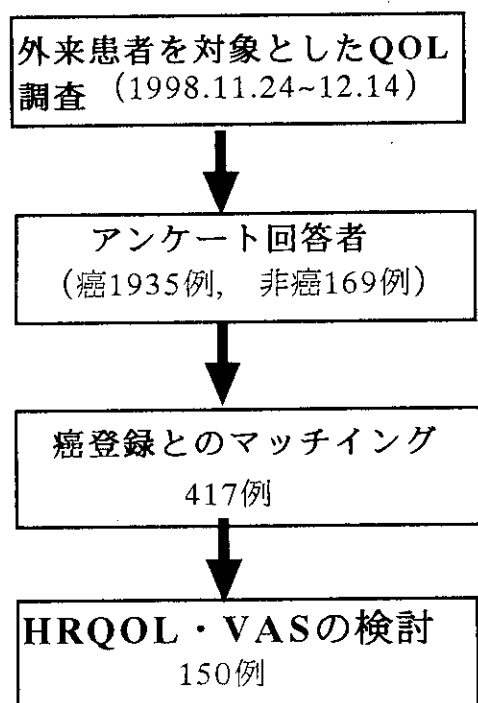 外来患者を対象としたQOL
調査 (1998.11.24~12.14)
アンケート回答者
(癌1935例, 非癌169例)
癌登録とのマッチイング
417例
HRQOL・VASの検討
150例